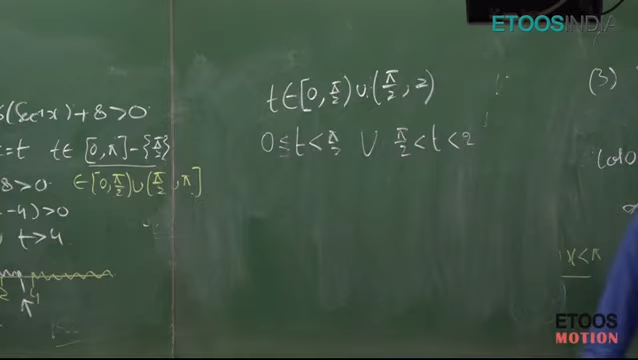 ETOOSINDIA
(Sec⁻¹x) + 8 > 0
= t t ∈ [0, π] - {π/2}
8 > 0 ∈ [0, π/2) ∪ (π/2, π]
- 4) > 0
t > 4
t ∈ [0, π/2) ∪ (π/2, 2)
0 ≤ t < π/2 ∪ π/2 < t < 2
(3)
x < π
ETOOS
MOTION